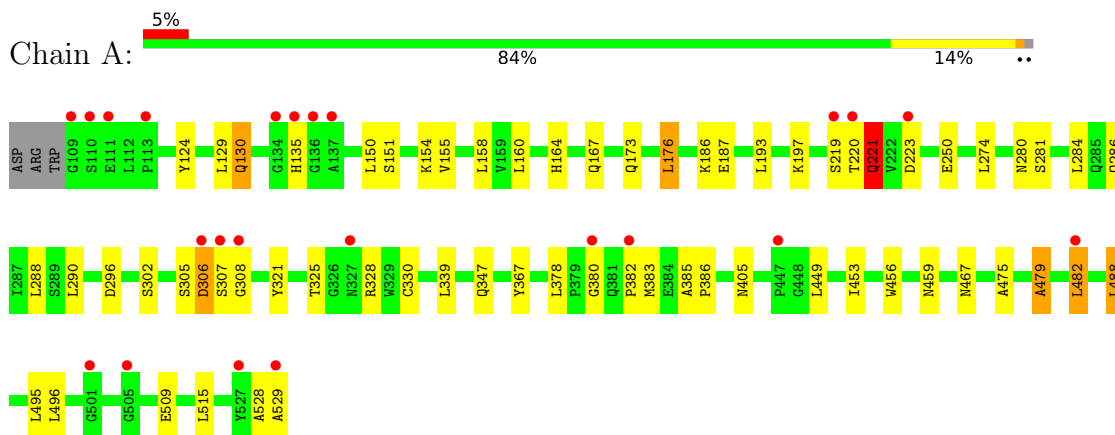 5%
Chain A:
84% 14% ••
ASP ARG TRP G109 S110 E111 L112 P113 Y124 L129 Q130 G134 H135 G136 A137 L150 S151 K154 V155 L158 V159 L160 H164 Q167 Q173 L176 K186 E187 L193 K197 S219 T220 Q221 V222 D223 E250 L274 N280 S281 L284 Q285
I287 L288 S289 L290 D296 S302 S305 D306 S307 G308 Y321 T325 G326 N327 R328 W329 C330 L339 Q347 Y367 L378 P379 G380 Q381 P382 M383 E384 A385 P386 N405 P447 G448 L449 I453 W456 N459 N467 A475 A479 L482
L495 L496 G501 G505 E509 L515 Y527 A528 A529